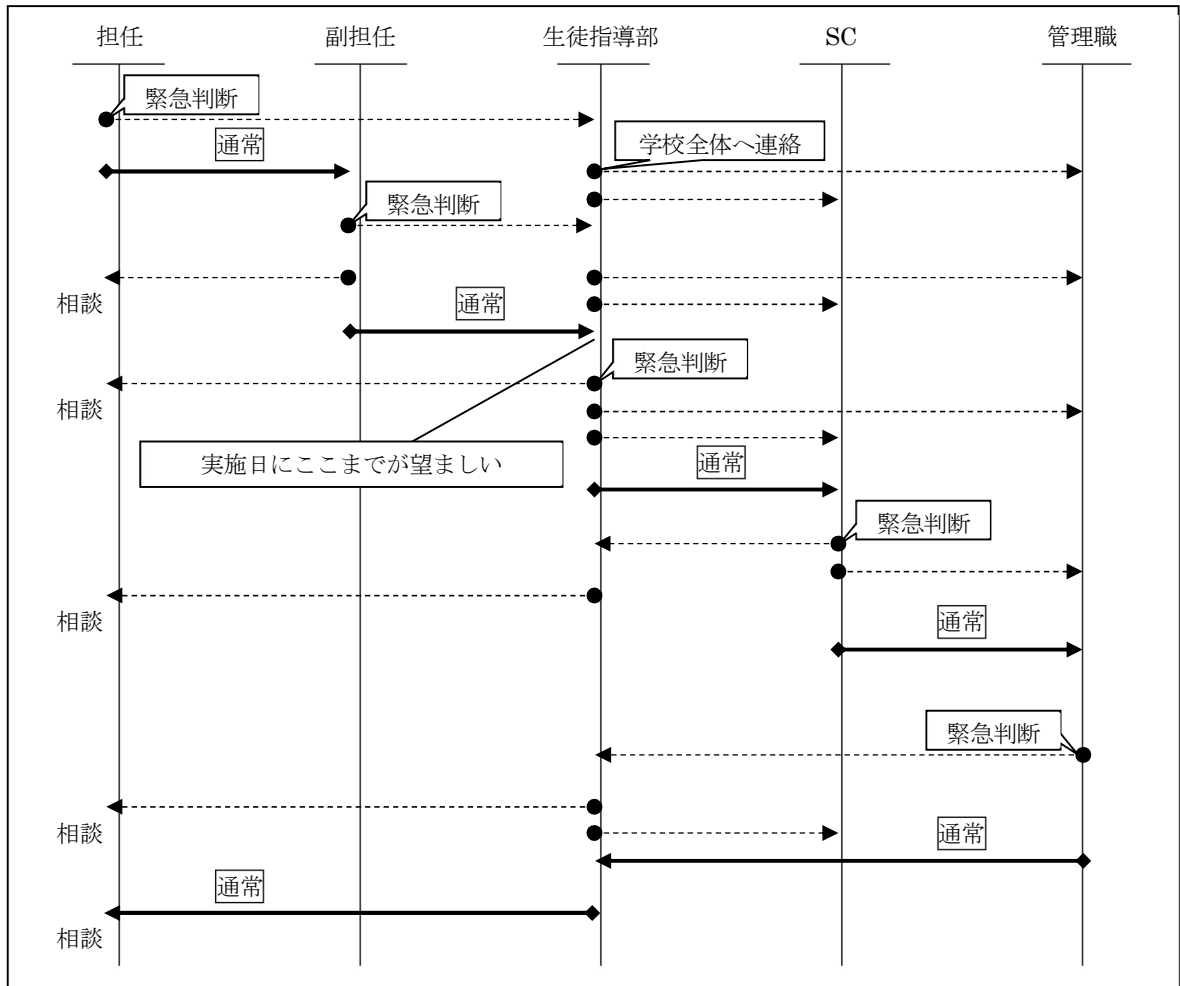 担任
副担任
生徒指導部
SC
管理職
緊急判断
通常
学校全体へ連絡
緊急判断
相談
通常
緊急判断
相談
実施日にここまでが望ましい
通常
緊急判断
相談
通常
緊急判断
相談
通常
通常
相談